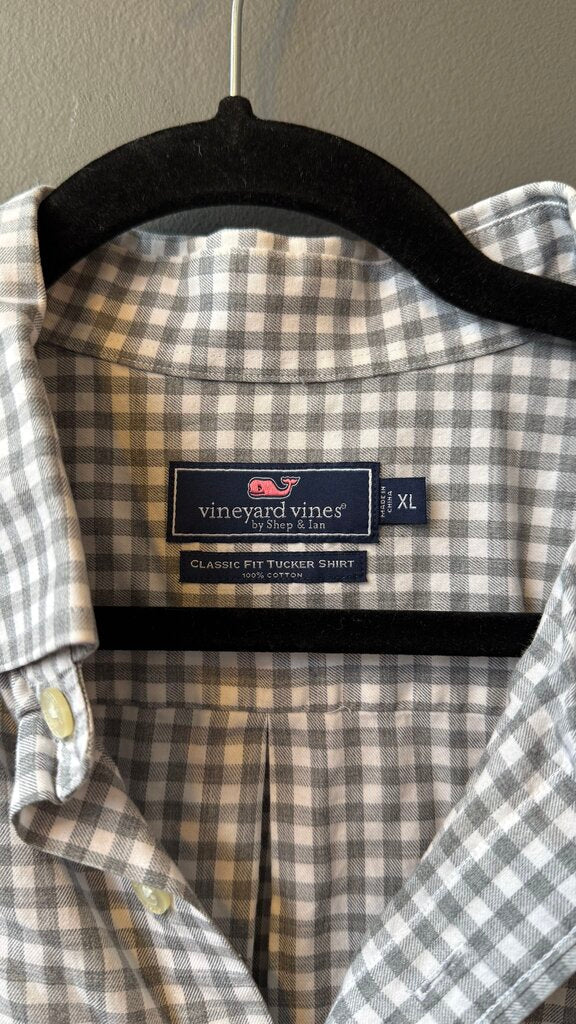 vineyard vines®
by Shep & Ian
MADE IN
CHINA
XL
CLASSIC FIT TUCKER SHIRT
100% COTTON